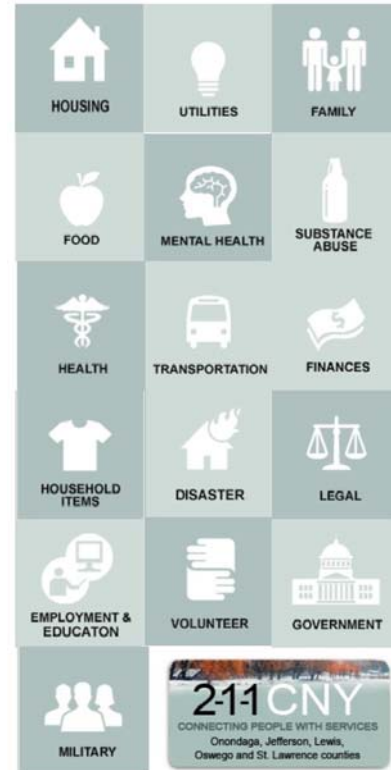 HOUSING
UTILITIES
FAMILY
FOOD
MENTAL HEALTH
SUBSTANCE
ABUSE
HEALTH
TRANSPORTATION
FINANCES
$
HOUSEHOLD
ITEMS
DISASTER
LEGAL
EMPLOYMENT &
EDUCATON
VOLUNTEER
GOVERNMENT
MILITARY
2-1-1 CNY
CONNECTING PEOPLE WITH SERVICES
Onondaga, Jefferson, Lewis,
Oswego and St. Lawrence counties